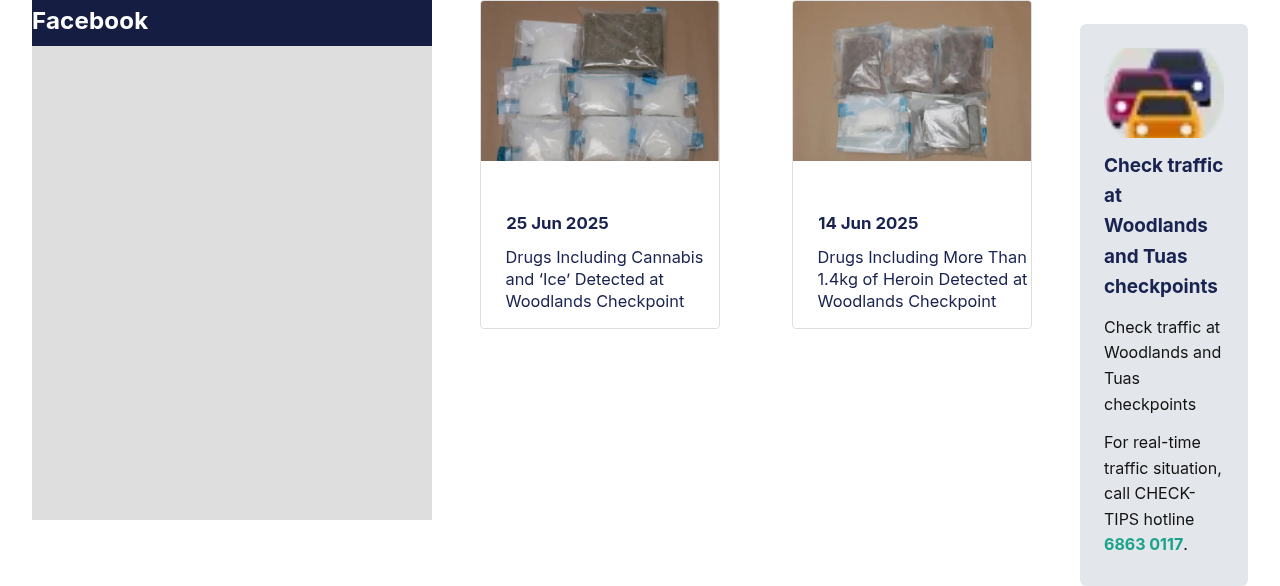 Facebook
25 Jun 2025
Drugs Including Cannabis
and ‘Ice’ Detected at
Woodlands Checkpoint
14 Jun 2025
Drugs Including More Than
1.4kg of Heroin Detected at
Woodlands Checkpoint
Check traffic
at
Woodlands
and Tuas
checkpoints
Check traffic at
Woodlands and
Tuas
checkpoints
For real-time
traffic situation,
call CHECK-
TIPS hotline
6863 0117.